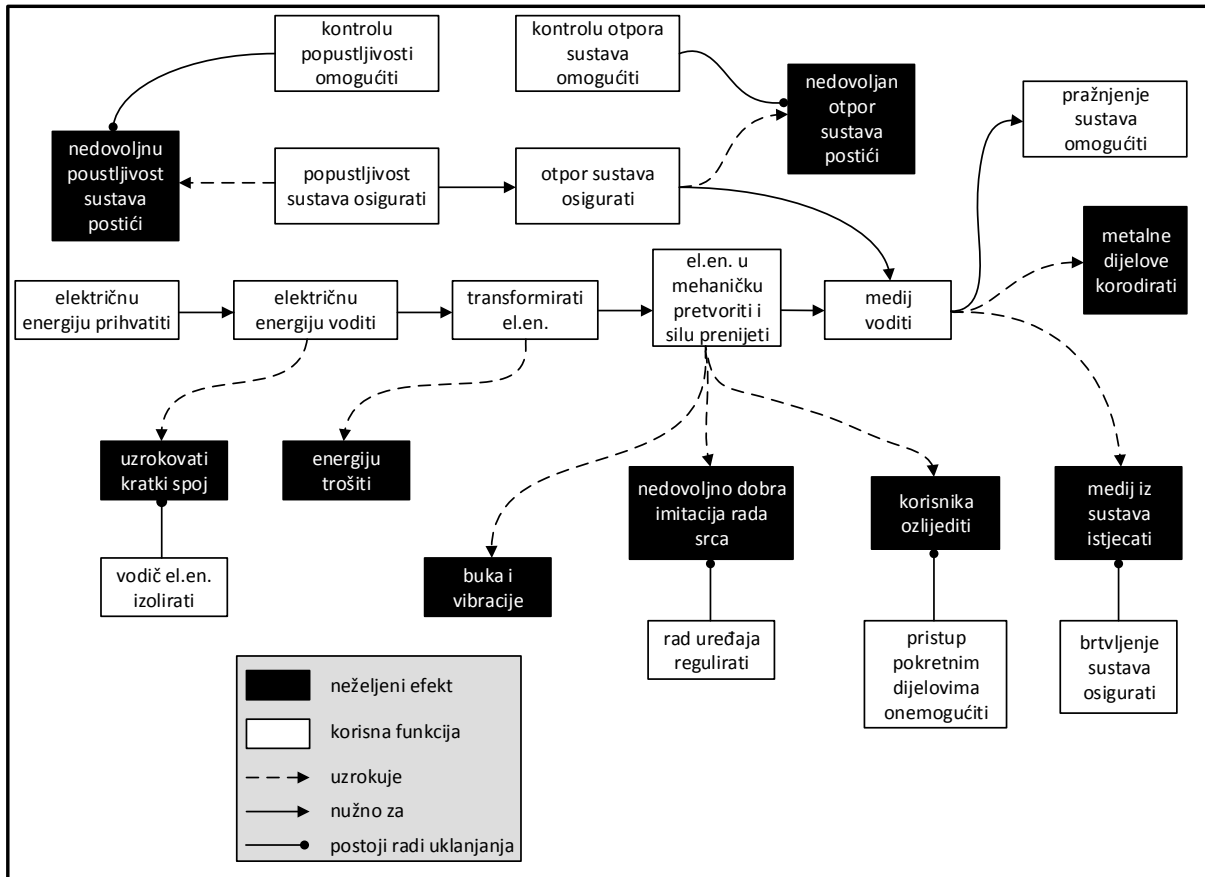 kontrolu
popustljivosti
omogućiti
kontrolu otpora
sustava
omogućiti
nedovoljan
otpor
sustava
postići
pražnjenje
sustava
omogućiti
nedovoljnu
poustljivost
sustava
postići
popustljivost
sustava osigurati
otpor sustava
osigurati
metalne
dijelove
korodirati
električnu
energiju prihvatiti
električnu
energiju voditi
transformirati
el.en.
el.en. u
mehaničku
pretvoriti i
silu prenijeti
medij
voditi
uzrokovati
kratki spoj
energiju
trošiti
nedovoljno dobra
imitacija rada
srca
korisnika
ozlijediti
medij iz
sustava
istjecati
vodič el.en.
izolirati
buka i
vibracije
rad uređaja
regulirati
pristup
pokretnim
dijelovima
onemogućiti
brtvljenje
sustava
osigurati
neželjeni efekt
korisna funkcija
uzrokuje
nužno za
postoji radi uklanjanja